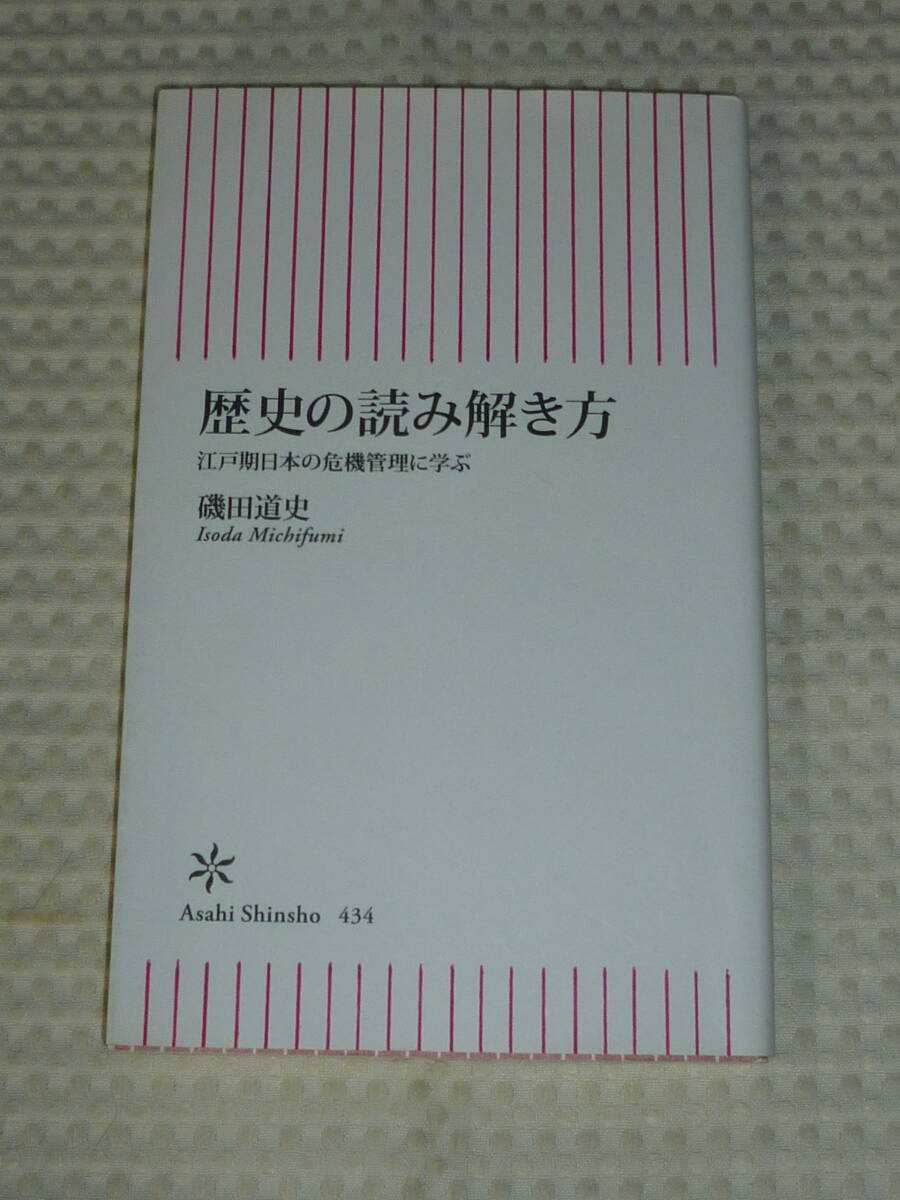 歴史の読み解き方
江戸期日本の危機管理に学ぶ
磯田道史
Isoda Michifumi
Asahi Shinsho 434